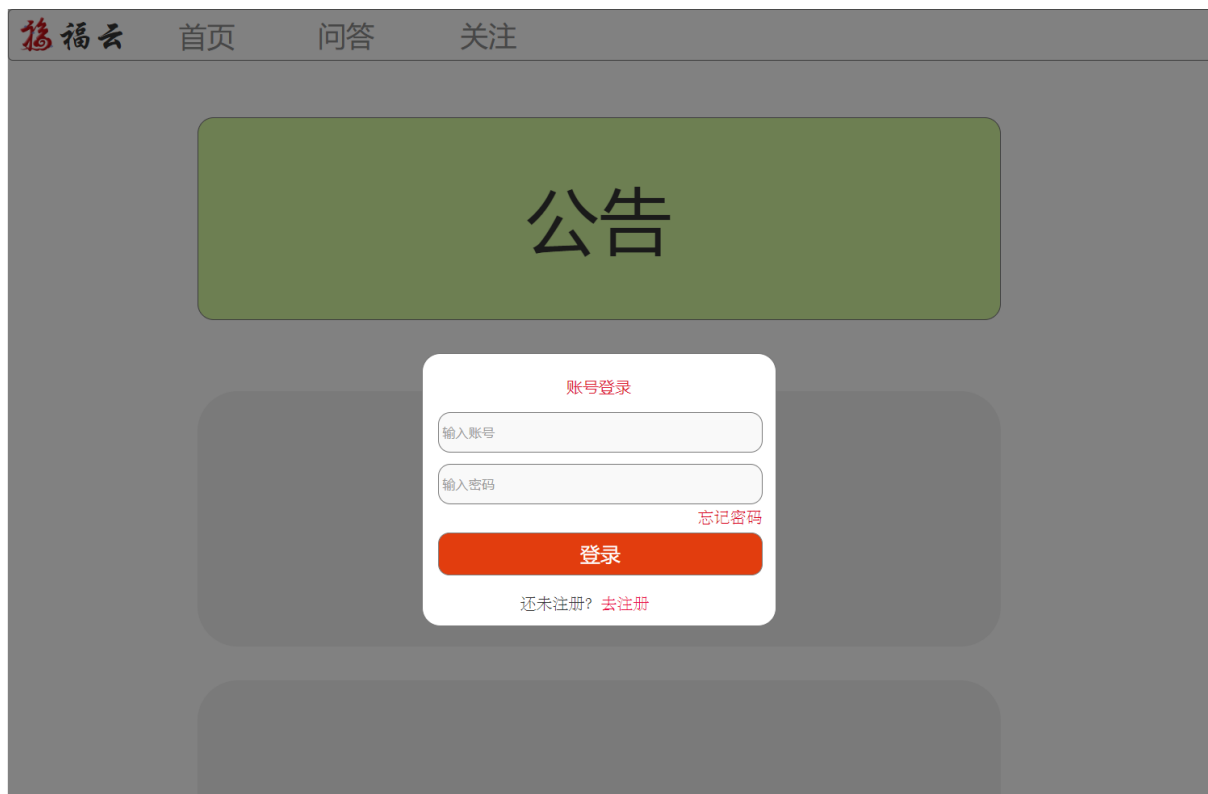 福福云 首页 问答 关注
公告
账号登录
输入账号
输入密码
忘记密码
登录
还未注册? 去注册